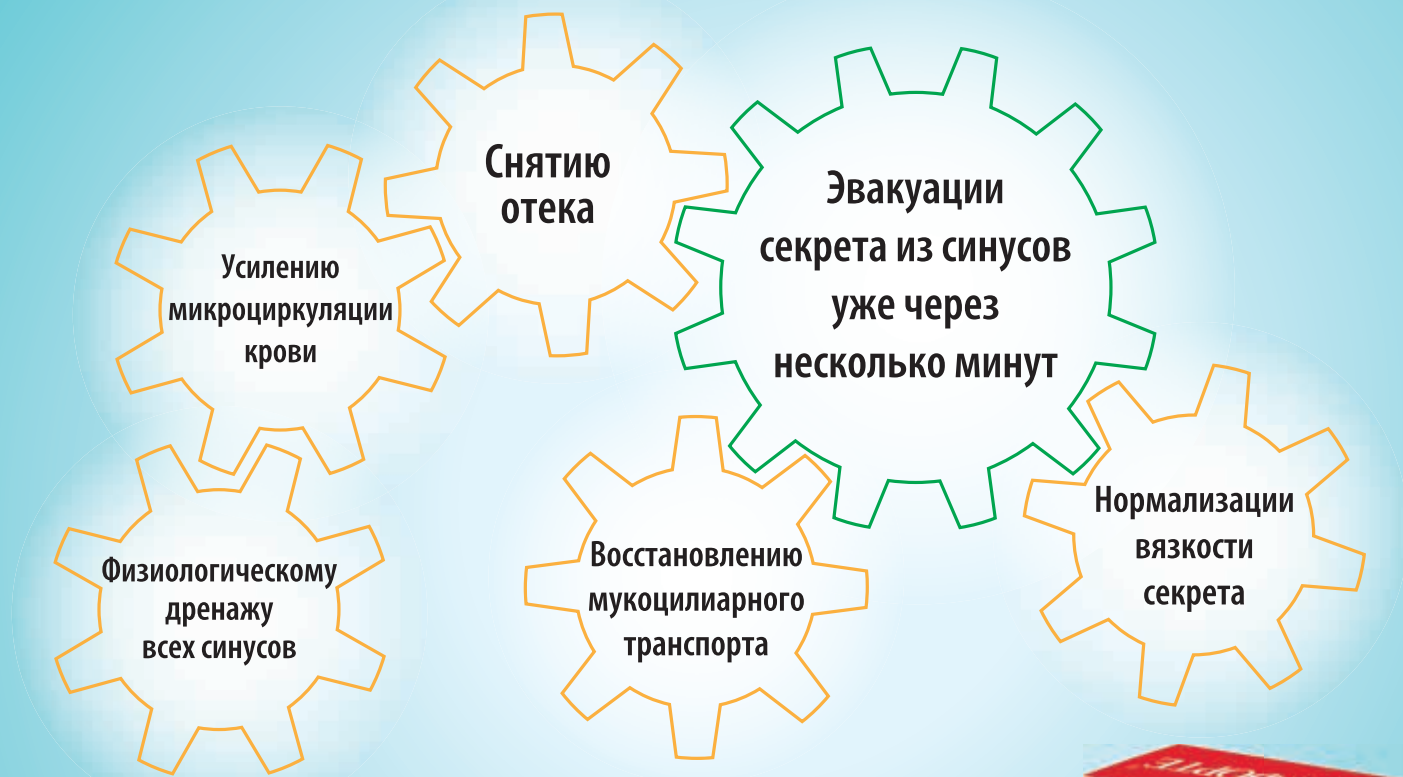 Снятию
отека
Эвакуации
секрета из синусов
уже через
несколько минут
Усилению
микроциркуляции
крови
Нормализации
вязкости
секрета
Восстановлению
мукоцилиарного
транспорта
Физиологическому
дренажу
всех синусов